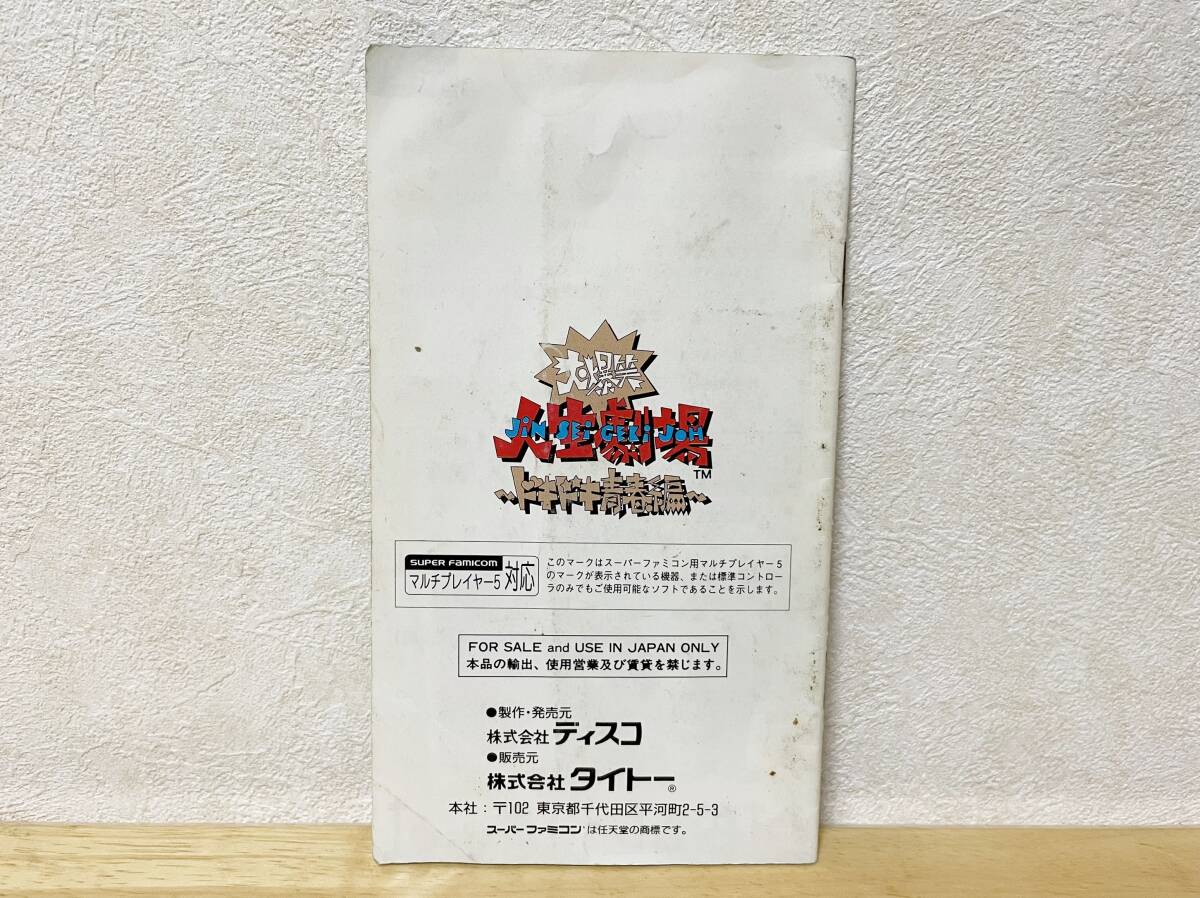 大爆笑
人生劇場
JiN SEi GEKi JOH
TM
～ドキドキ青春編～
SUPER FAMICOM
マルチプレイヤー5 対応
このマークはスーパーファミコン用マルチプレイヤー5
のマークが表示されている機器、または標準コントロー
ラのみでもご使用可能なソフトであることを示します。
FOR SALE and USE IN JAPAN ONLY
本品の輸出、使用営業及び賃貸を禁じます。
●製作・発売元
株式会社 ディスコ
●販売元
株式会社 タイトー®
本社：〒102 東京都千代田区平河町2-5-3
スーパーファミコンは任天堂の商標です。